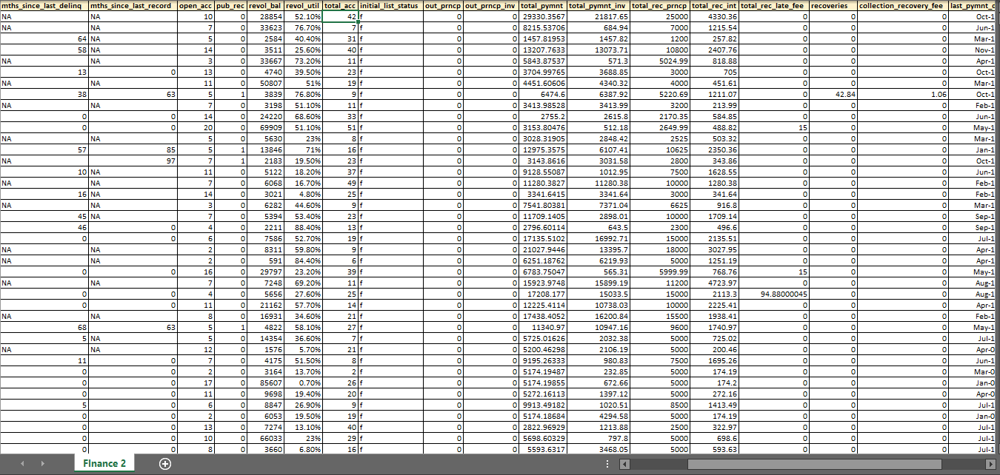 mths_since_last_delinq mths_since_last_record open_acc pub_rec revol_bal revol_util total_acc initial_list_status out_prncp out_prncp_inv total_pymnt total_pymnt_inv total_rec_prncp total_rec_int total_rec_late_fee recoveries collection_recovery_fee last_pymnt_d
NA NA 10 0 28854 52.10% 42 f 0 0 29330.3567 21817.65 25000 4330.36 0 0 0 Oct-1
NA NA 7 0 33623 76.70% 7 f 0 0 8215.53706 684.94 7000 1215.54 0 0 0 Jun-1
64 NA 5 0 2584 40.40% 31 f 0 0 1457.81953 1457.82 1200 257.82 0 0 0 Mar-1
58 NA 14 0 3511 25.60% 40 f 0 0 13207.7633 13073.71 10800 2407.76 0 0 0 Nov-1
NA NA 3 0 33667 73.20% 11 f 0 0 5843.87537 571.3 5024.99 818.88 0 0 0 Apr-1
13 0 13 0 4740 39.50% 23 f 0 0 3704.99765 3688.85 3000 705 0 0 0 Oct-1
NA NA 11 0 50807 51% 19 f 0 0 4451.60606 4340.32 4000 451.61 0 0 0 Mar-1
38 63 5 1 3839 76.80% 9 f 0 0 6474.6 6387.92 5220.69 1211.07 0 42.84 1.06 Oct-1
NA NA 7 0 3198 51.10% 11 f 0 0 3413.98528 3413.99 3200 213.99 0 0 0 Feb-1
0 0 14 0 24220 68.60% 33 f 0 0 2755.2 2615.8 2170.35 584.85 0 0 0 Jun-1
0 0 20 0 69909 51.10% 51 f 0 0 3153.80476 512.18 2649.99 488.82 15 0 0 May-1
NA NA 5 0 5630 23% 8 f 0 0 3028.31905 2848.42 2525 503.32 0 0 0 Mar-1
57 85 5 1 13846 71% 16 f 0 0 12975.3575 6107.41 10625 2350.36 0 0 0 Jan-1
NA 97 7 1 2183 19.50% 23 f 0 0 3143.8616 3031.58 2800 343.86 0 0 0 Oct-1
10 NA 11 0 5122 18.20% 37 f 0 0 9128.55087 1012.95 7500 1628.55 0 0 0 Jun-1
NA NA 7 0 6068 16.70% 49 f 0 0 11280.3827 11280.38 10000 1280.38 0 0 0 Feb-1
16 NA 14 0 3021 4.80% 25 f 0 0 3341.6415 3341.64 3000 341.64 0 0 0 Feb-1
NA NA 3 0 6282 44.60% 9 f 0 0 7541.80381 7371.04 6625 916.8 0 0 0 Mar-1
45 NA 7 0 5394 53.40% 23 f 0 0 11709.1405 2898.01 10000 1709.14 0 0 0 Sep-1
46 0 4 0 2211 88.40% 13 f 0 0 2796.60114 643.5 2300 496.6 0 0 0 Sep-1
0 0 6 0 7586 52.70% 19 f 0 0 17135.5102 16992.71 15000 2135.51 0 0 0 Jul-1
NA NA 2 0 8311 59.80% 9 f 0 0 21027.9446 13395.7 18000 3027.95 0 0 0 Apr-1
NA NA 2 0 591 84.40% 6 f 0 0 6251.18762 6219.93 5000 1251.19 0 0 0 Apr-1
0 0 16 0 29797 23.20% 39 f 0 0 6783.75047 565.31 5999.99 768.76 15 0 0 May-1
NA NA 7 0 7248 69.20% 11 f 0 0 15923.9748 15899.19 11200 4723.97 0 0 0 Aug-1
0 0 4 0 5656 27.60% 25 f 0 0 17208.177 15033.5 15000 2113.3 94.88000045 0 0 Aug-1
0 0 11 0 21162 57.70% 14 f 0 0 12225.4114 10738.03 10000 2225.41 0 0 0 Apr-1
NA NA 8 0 16931 34.60% 21 f 0 0 17438.4052 16200.84 15500 1938.41 0 0 0 Feb-1
68 63 5 1 4822 58.10% 27 f 0 0 11340.97 10947.16 9600 1740.97 0 0 0 May-1
5 NA 5 0 14354 36.60% 7 f 0 0 5725.01626 2032.38 5000 725.02 0 0 0 Jul-1
NA NA 12 0 1576 5.70% 21 f 0 0 5200.46298 2106.19 5000 200.46 0 0 0 Apr-0
11 0 7 0 4175 51.50% 8 f 0 0 9195.26333 980.83 7500 1695.26 0 0 0 Jun-1
0 0 2 0 3164 13.70% 2 f 0 0 5174.19487 232.85 5000 174.19 0 0 0 Mar-0
0 0 17 0 85607 0.70% 26 f 0 0 5174.19855 672.66 5000 174.2 0 0 0 Jan-0
0 0 11 0 9698 19.40% 20 f 0 0 5272.16113 1397.12 5000 272.16 0 0 0 Apr-0
5 0 6 0 8847 26.90% 9 f 0 0 9913.49182 1020.51 8500 1413.49 0 0 0 Jul-1
0 0 2 0 6053 19.50% 19 f 0 0 5174.18684 4294.58 5000 174.19 0 0 0 Jan-0
0 0 13 0 7274 13.10% 40 f 0 0 2822.96929 1213.88 2500 322.97 0 0 0 Jul-1
0 0 10 0 66033 23% 29 f 0 0 5698.60329 797.8 5000 698.6 0 0 0 Jul-1
0 0 8 0 3660 6.80% 16 f 0 0 5593.6317 3468.05 5000 593.63 0 0 0 Jul-1
FInance 2